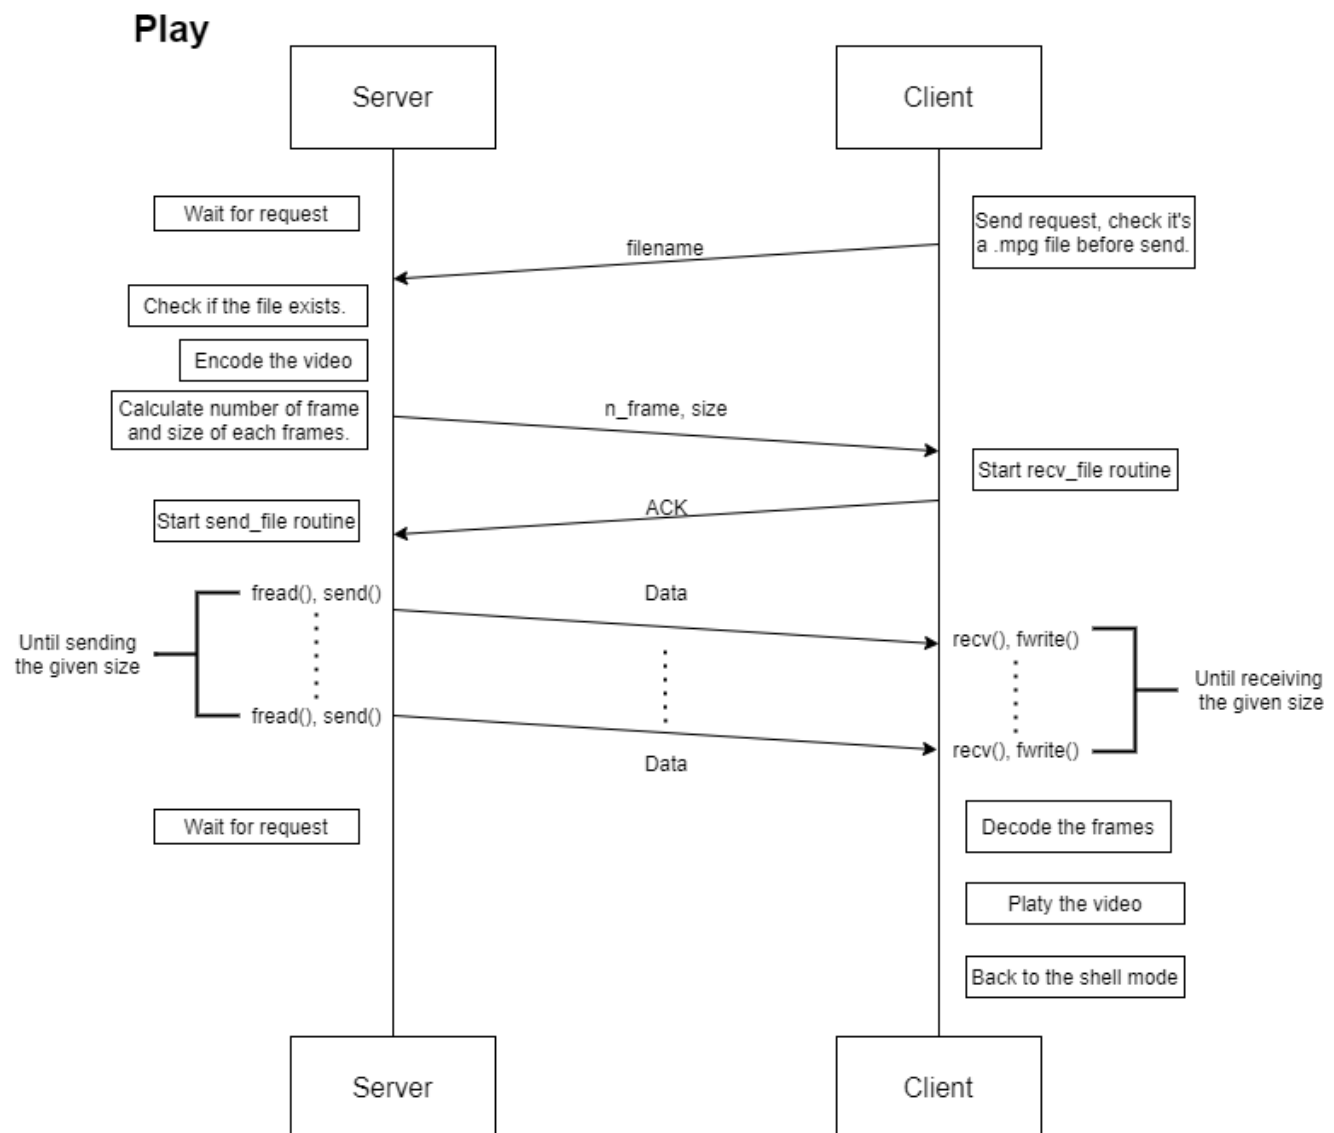 Play
Server
Client
Wait for request
Send request, check it's
a .mpg file before send.
filename
Check if the file exists.
Encode the video
Calculate number of frame
and size of each frames.
n_frame, size
Start recv_file routine
ACK
Start send_file routine
fread(), send()
Data
Until sending
the given size
recv(), fwrite()
Until receiving
the given size
fread(), send()
recv(), fwrite()
Data
Wait for request
Decode the frames
Platy the video
Back to the shell mode
Server
Client